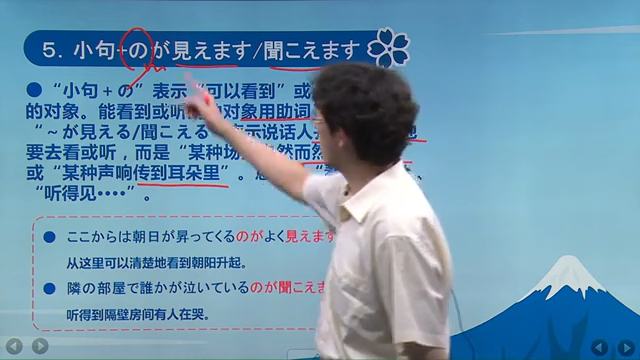 5. 小句+のが見えます/聞こえます
●“小句+の”表示“可以看到”或
的对象。能看到或听 对象用助词
“~が見える/聞こえる 表示说话人
要去看或听，而是“某种场 然而然
或“某种声响传到耳朵里”。
“听得见····”。
● ここからは朝日が昇ってくるのがよく見えます
从这里可以清楚地看到朝阳升起。
● 隣の部屋で誰かが泣いているのが聞こえま
听得到隔壁房间有人在哭。